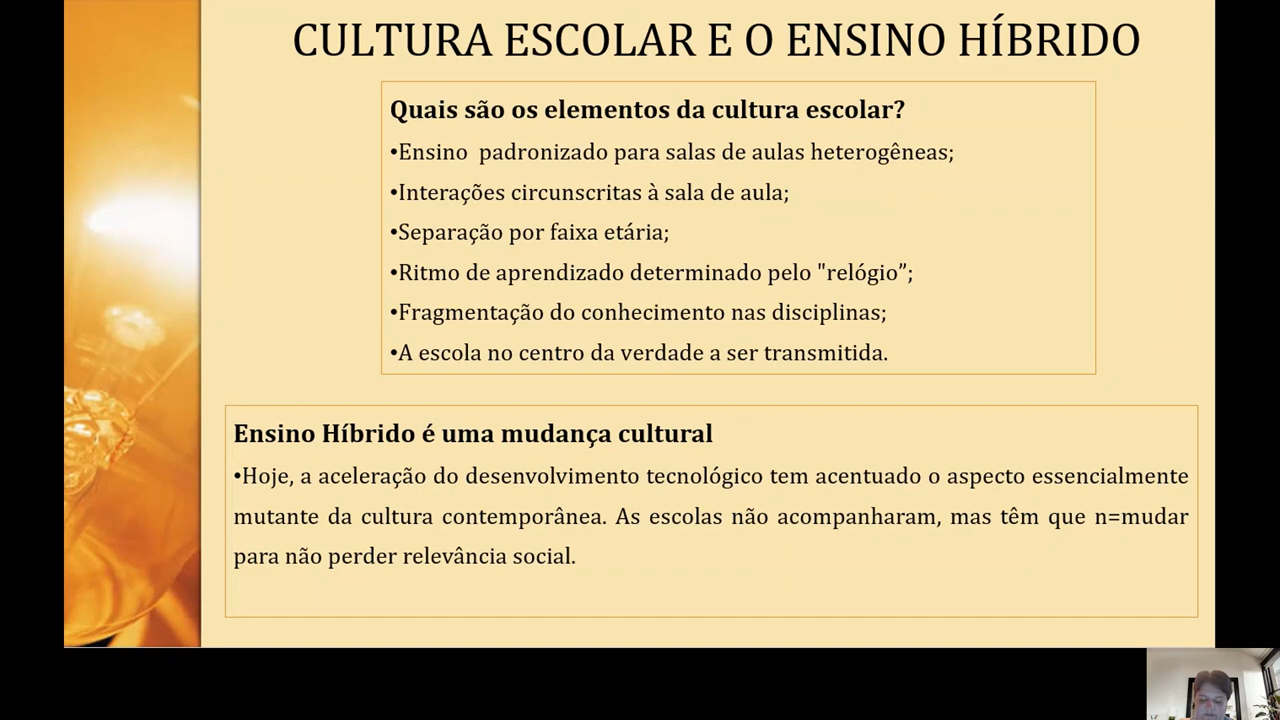 CULTURA ESCOLAR E O ENSINO HÍBRIDO
Quais são os elementos da cultura escolar?
•Ensino  padronizado para salas de aulas heterogêneas;
•Interações circunscritas à sala de aula;
•Separação por faixa etária;
•Ritmo de aprendizado determinado pelo "relógio”;
•Fragmentação do conhecimento nas disciplinas;
•A escola no centro da verdade a ser transmitida.
Ensino Híbrido é uma mudança cultural
•Hoje, a aceleração do desenvolvimento tecnológico tem acentuado o aspecto essencialmente
mutante da cultura contemporânea. As escolas não acompanharam, mas têm que n=mudar
para não perder relevância social.